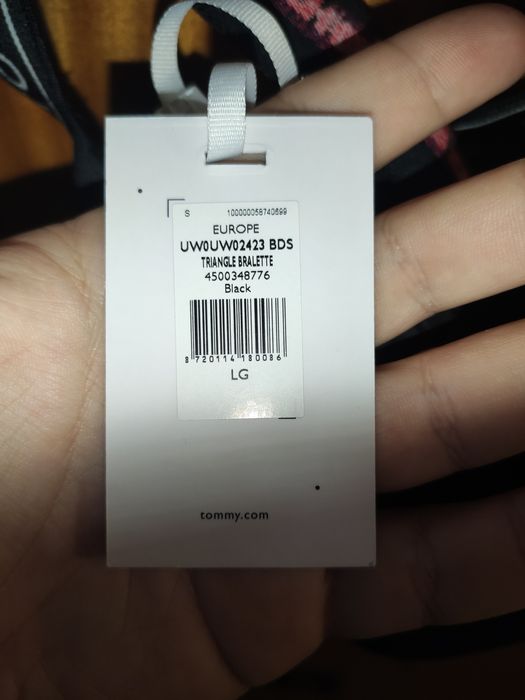 S 100000058740699
EUROPE
UW0UW02423 BDS
TRIANGLE BRALETTE
4500348776
Black
8 720114 180086
LG
tommy.com